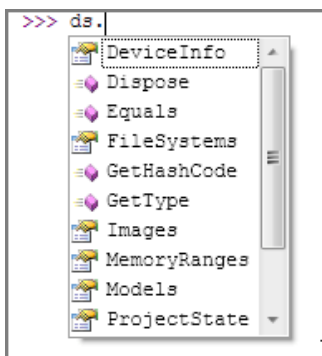 >>> ds.
DeviceInfo
Dispose
Equals
FileSystems
GetHashCode
GetType
Images
MemoryRanges
Models
ProjectState